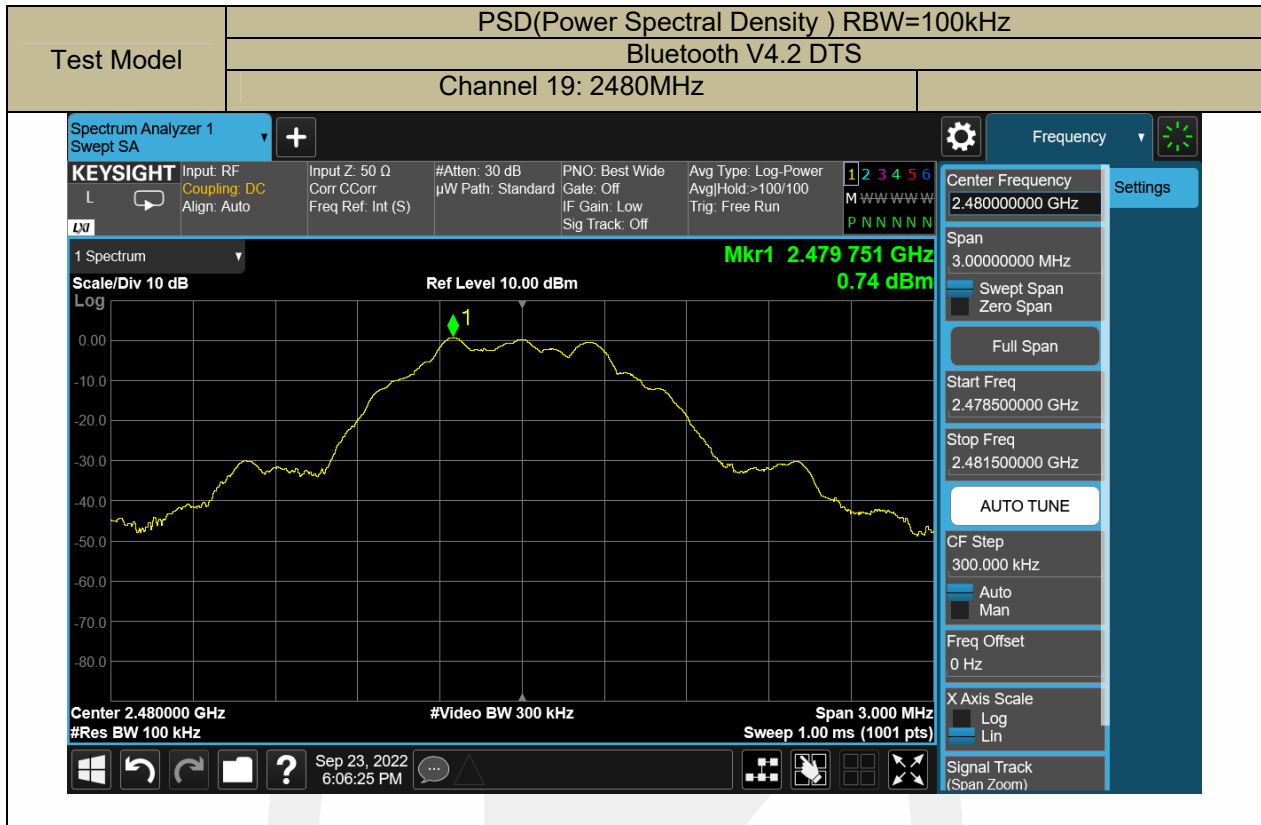 PSD(Power Spectral Density ) RBW=100kHz
Test Model
Bluetooth V4.2 DTS
Channel 19: 2480MHz
Spectrum Analyzer 1
Swept SA
Frequency
KEYSIGHT
L
LXI
Input: RF
Coupling: DC
Align: Auto
Input Z: 50 Ω
Corr CCorr
Freq Ref: Int (S)
#Atten: 30 dB
µW Path: Standard
PNO: Best Wide
Gate: Off
IF Gain: Low
Sig Track: Off
Avg Type: Log-Power
Avg|Hold:>100/100
Trig: Free Run
1 2 3 4 5 6
M W W W W W
P N N N N N
1 Spectrum
Mkr1 2.479 751 GHz
0.74 dBm
Scale/Div 10 dB
Ref Level 10.00 dBm
Log
1
0.00
-10.0
-20.0
-30.0
-40.0
-50.0
-60.0
-70.0
-80.0
Center 2.480000 GHz
#Video BW 300 kHz
Span 3.000 MHz
#Res BW 100 kHz
Sweep 1.00 ms (1001 pts)
Sep 23, 2022
6:06:25 PM
Center Frequency
2.480000000 GHz
Settings
Span
3.00000000 MHz
Swept Span
Zero Span
Full Span
Start Freq
2.478500000 GHz
Stop Freq
2.481500000 GHz
AUTO TUNE
CF Step
300.000 kHz
Auto
Man
Freq Offset
0 Hz
X Axis Scale
Log
Lin
Signal Track
(Span Zoom)